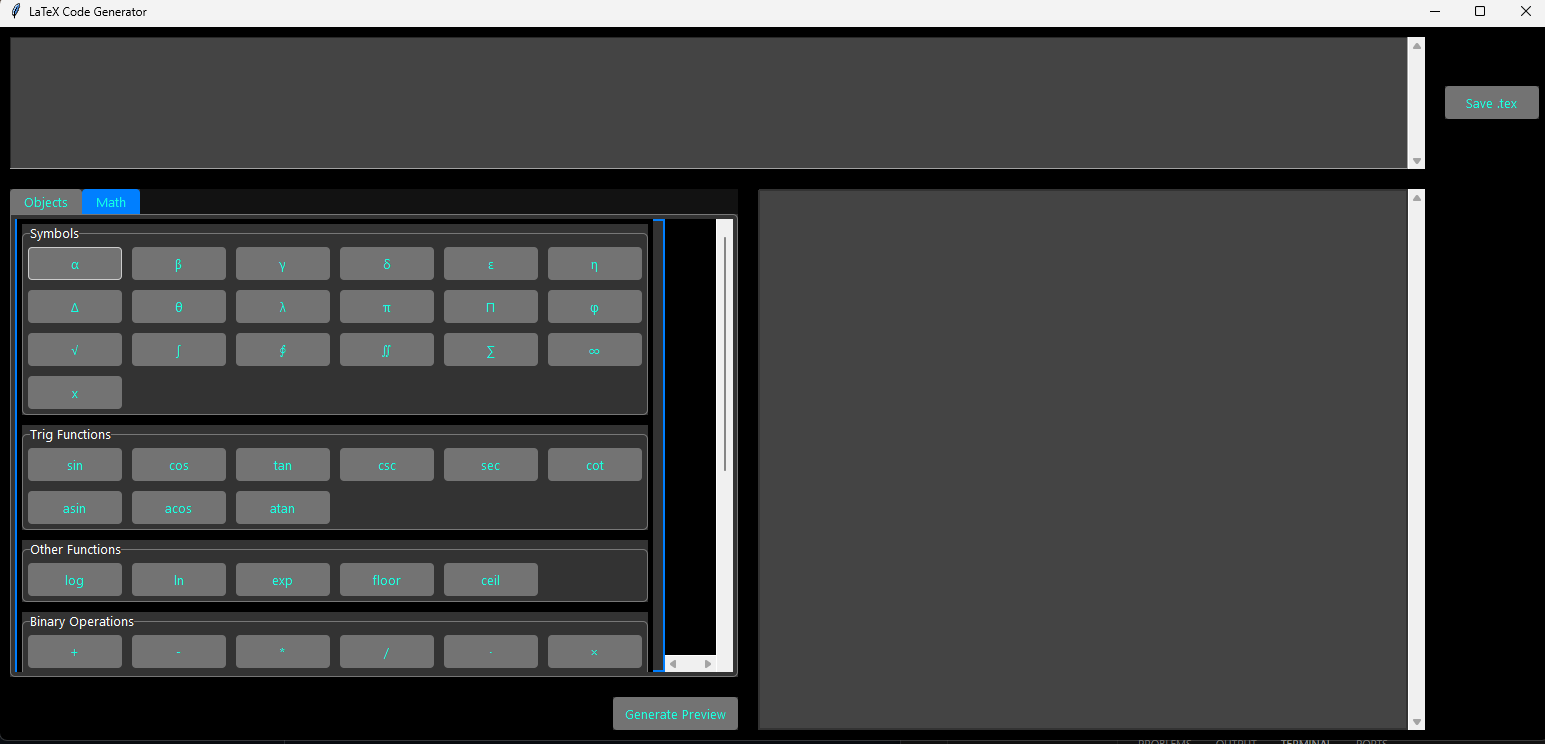 LaTeX Code Generator
Save .tex
Objects Math
Symbols
α β γ δ ε η
Δ θ λ π Π φ
√ ∫ ∮ ∬ ∑ ∞
x
Trig Functions
sin cos tan csc sec cot
asin acos atan
Other Functions
log ln exp floor ceil
Binary Operations
+ - * / · ×
Generate Preview
PROBLEMS OUTPUT TERMINAL PORTS